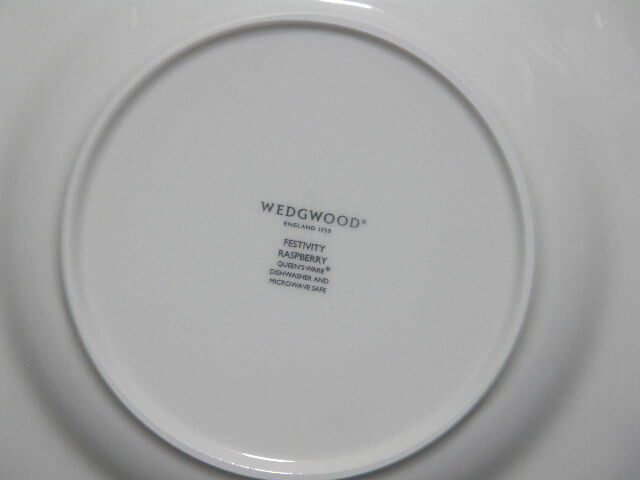 WEDGWOOD®
ENGLAND 1759
FESTIVITY
RASPBERRY
QUEEN'S WARE®
DISHWASHER AND
MICROWAVE SAFE